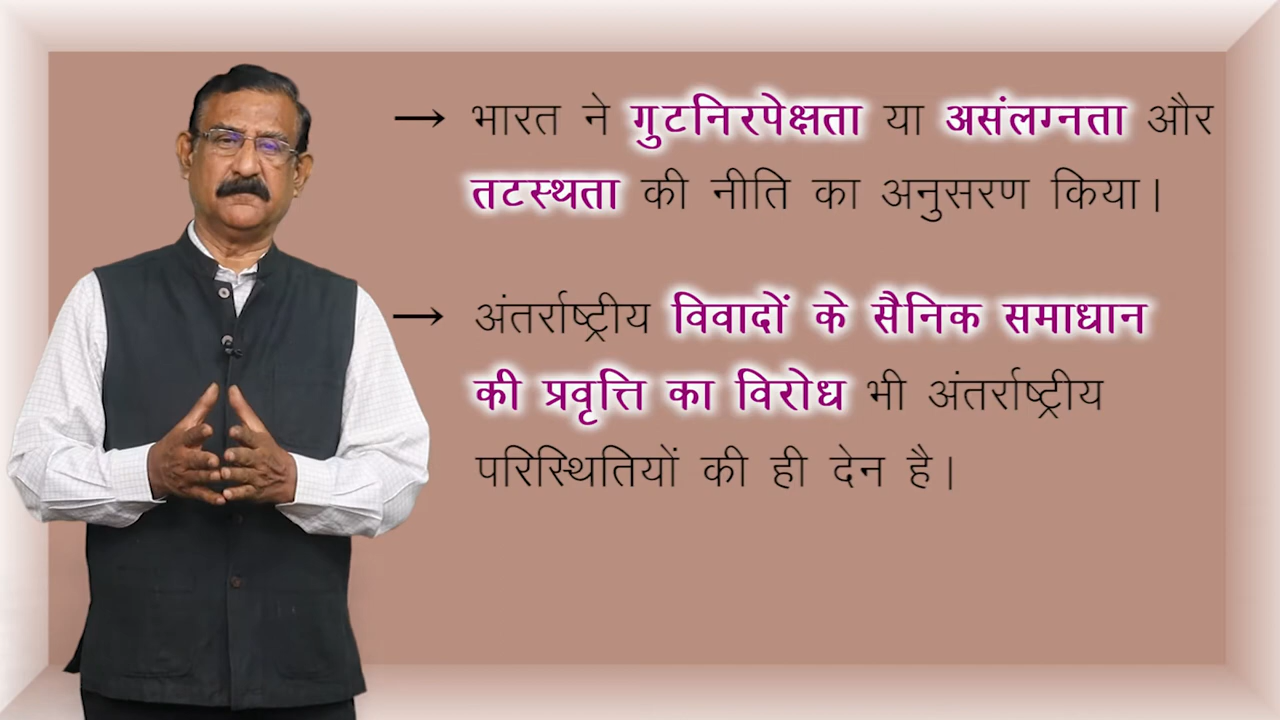 → भारत ने गुटनिरपेक्षता या असंलग्नता और
तटस्थता की नीति का अनुसरण किया।
→ अंतर्राष्ट्रीय विवादों के सैनिक समाधान
की प्रवृत्ति का विरोध भी अंतर्राष्ट्रीय
परिस्थितियों की ही देन है।